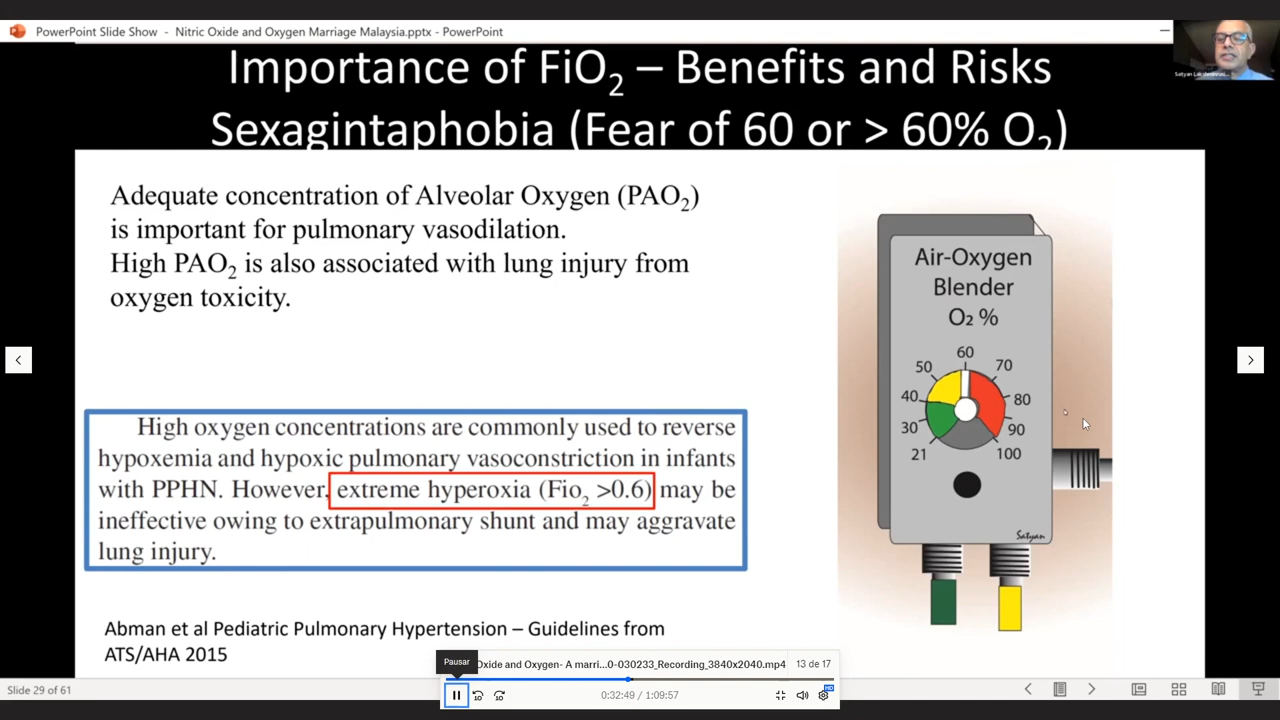 PowerPoint Slide Show - Nitric Oxide and Oxygen Marriage Malaysia.pptx - PowerPoint
Importance of FiO₂ – Benefits and Risks
Sexagintaphobia (Fear of 60 or > 60% O₂)
Adequate concentration of Alveolar Oxygen (PAO₂)
is important for pulmonary vasodilation.
High PAO₂ is also associated with lung injury from
oxygen toxicity.
High oxygen concentrations are commonly used to reverse
hypoxemia and hypoxic pulmonary vasoconstriction in infants
with PPHN. However, extreme hyperoxia (Fio₂ >0.6) may be
ineffective owing to extrapulmonary shunt and may aggravate
lung injury.
Abman et al Pediatric Pulmonary Hypertension – Guidelines from
ATS/AHA 2015
Air-Oxygen
Blender
O₂ %
60
50 70
40 80
30 90
21 100
Satyan
Pausar
Oxide and Oxygen- A marri...0-030233_Recording_3840x2040.mp4 13 de 17
10 10 0:32:49 / 1:09:57 HD
Slide 29 of 61